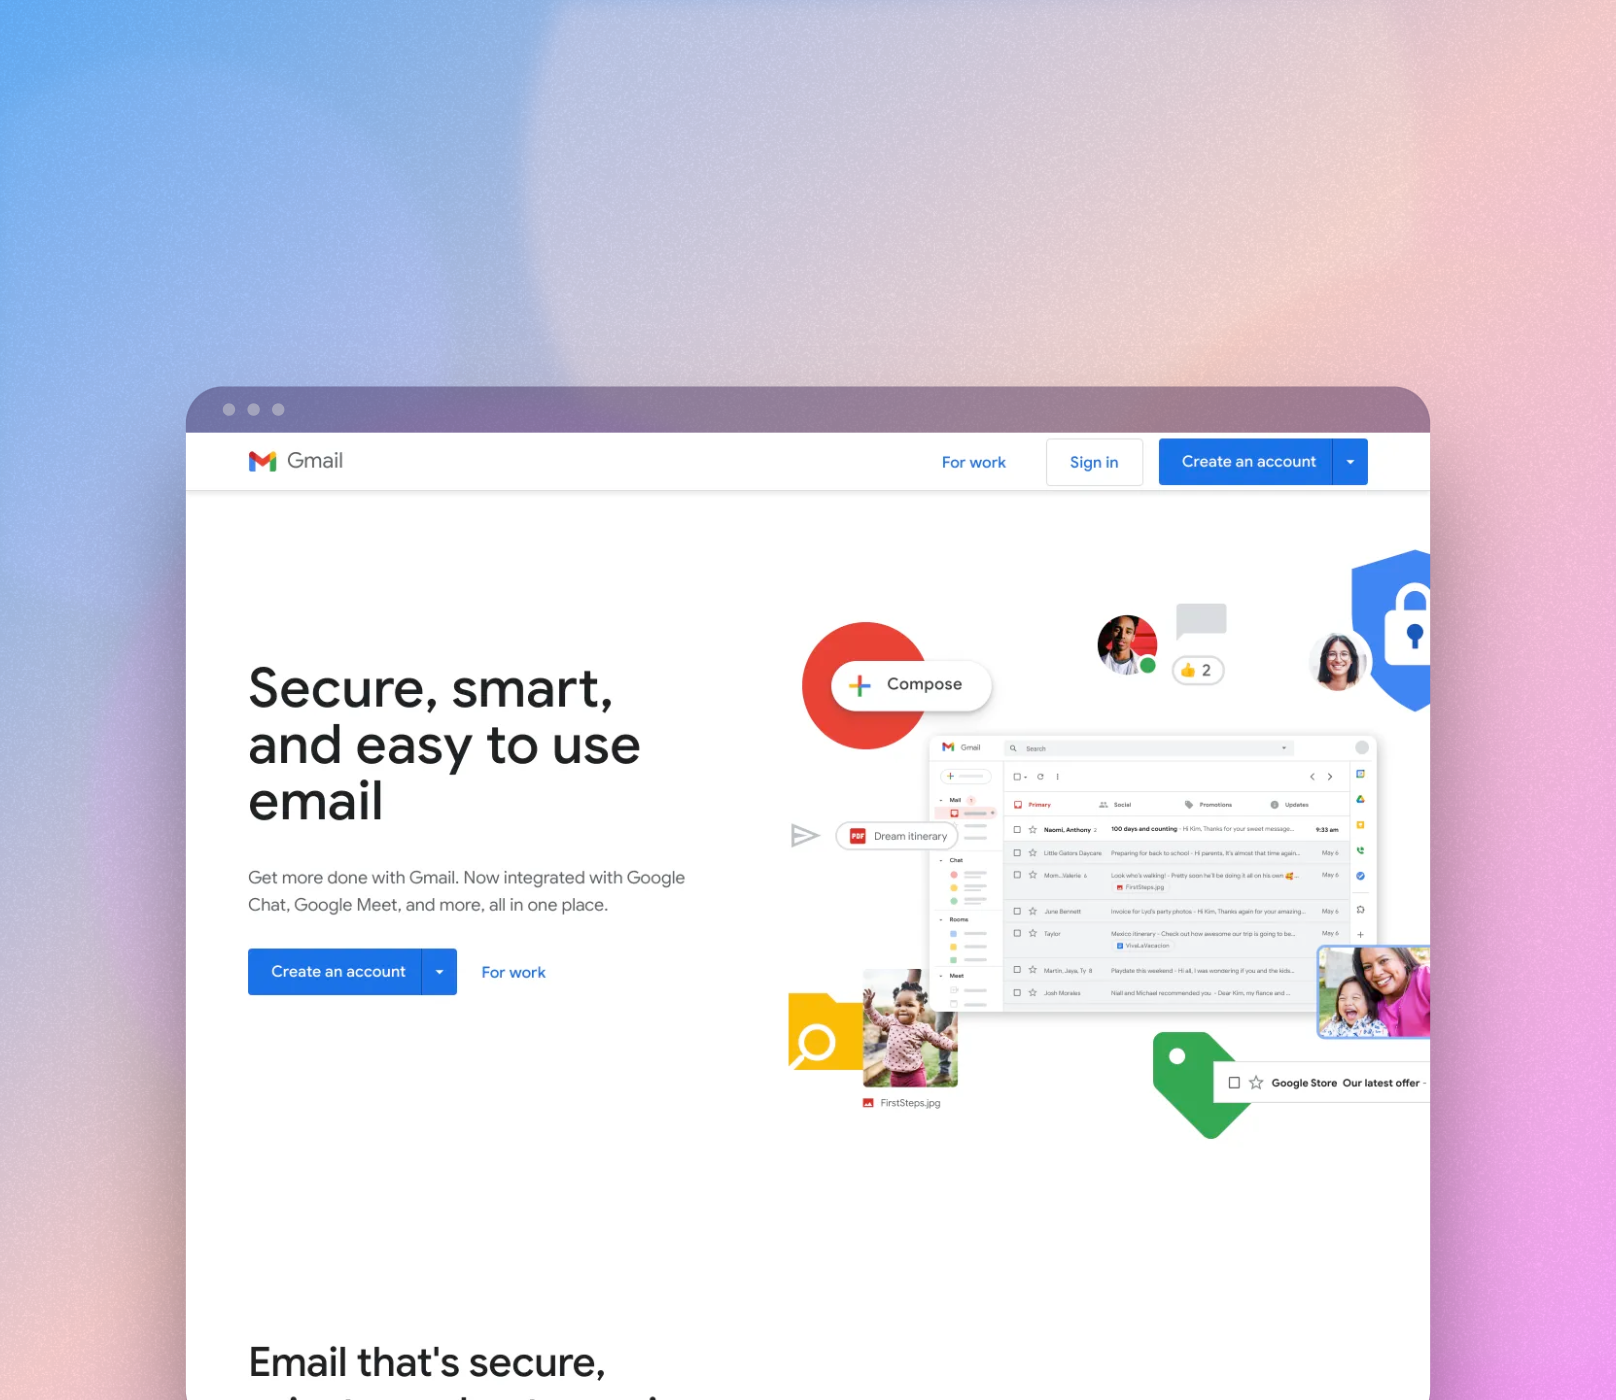 Gmail
For work
Sign in
Create an account
Secure, smart,
and easy to use
email
Get more done with Gmail. Now integrated with Google
Chat, Google Meet, and more, all in one place.
Create an account
For work
Compose
2
Gmail
Search
Mail
Primary
Social
Promotions
Updates
PDF
Dream itinerary
Naomi, Anthony 2 100 days and counting - Hi Kim, Thanks for your sweet message... 9:33 am
Little Gators Daycare Preparing for back to school - Hi parents, It's almost that time again... May 6
Chat
Mom...Valerie 6 Look who's walking! - Pretty soon he'll be doing it all on his own 🥰 ... May 6
FirstSteps.jpg
Rooms
Jane Bennett Invoice for Lyd's party photos - Hi Kim, Thanks again for your amazing... May 6
Taylor Mexico itinerary - Check out how awesome our trip is going to be... May 6
VivaLaVacacion
Meet
Martin, Jaya, Ty 8 Playdate this weekend - Hi all, I was wondering if you and the kids...
Josh Morales Niall and Michael recommended you - Dear Kim, my fiance and ...
FirstSteps.jpg
Google Store Our latest offer -
Email that's secure,